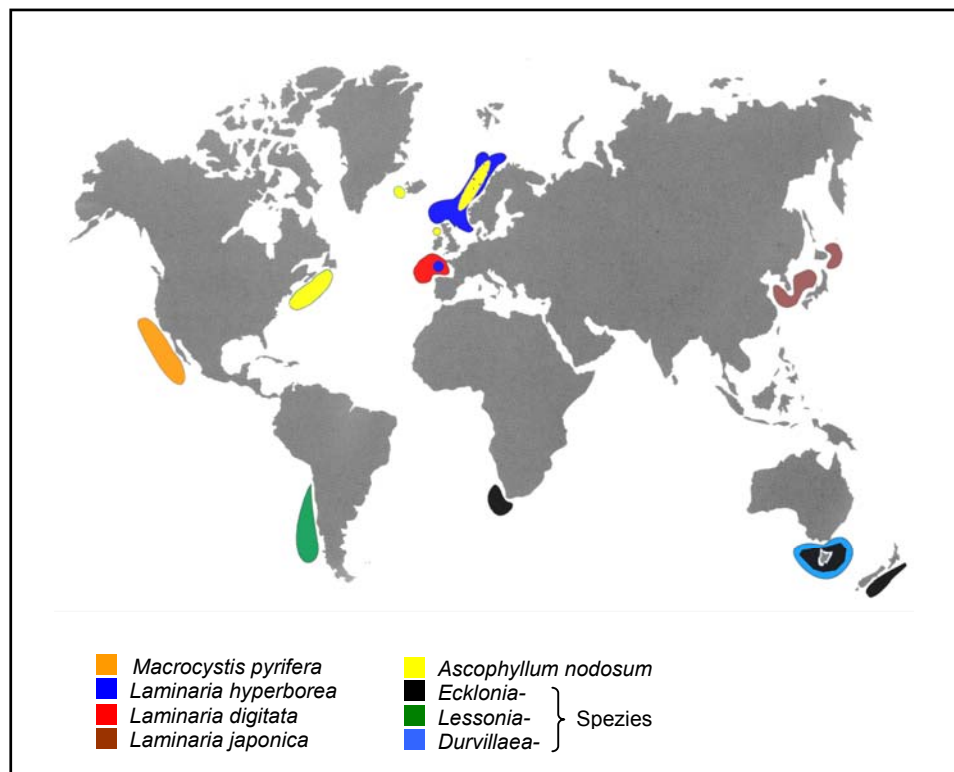 Macrocystis pyrifera
Laminaria hyperborea
Laminaria digitata
Laminaria japonica
Ascophyllum nodosum
Ecklonia-
Lessonia-
Durvillaea-
Spezies